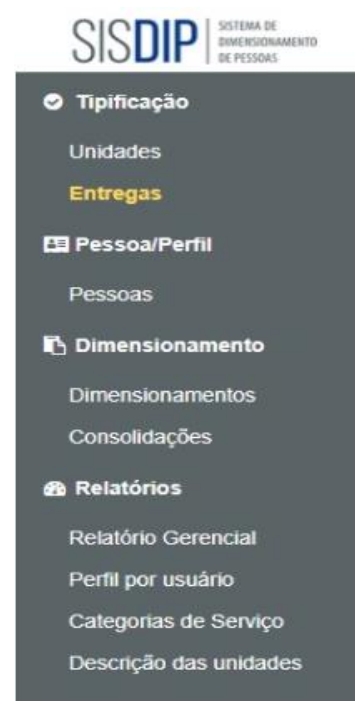 SISDIP
SISTEMA DE
DIMENSIONAMENTO
DE PESSOAS
Tipificação
Unidades
Entregas
Pessoa/Perfil
Pessoas
Dimensionamento
Dimensionamentos
Consolidações
Relatórios
Relatório Gerencial
Perfil por usuário
Categorias de Serviço
Descrição das unidades